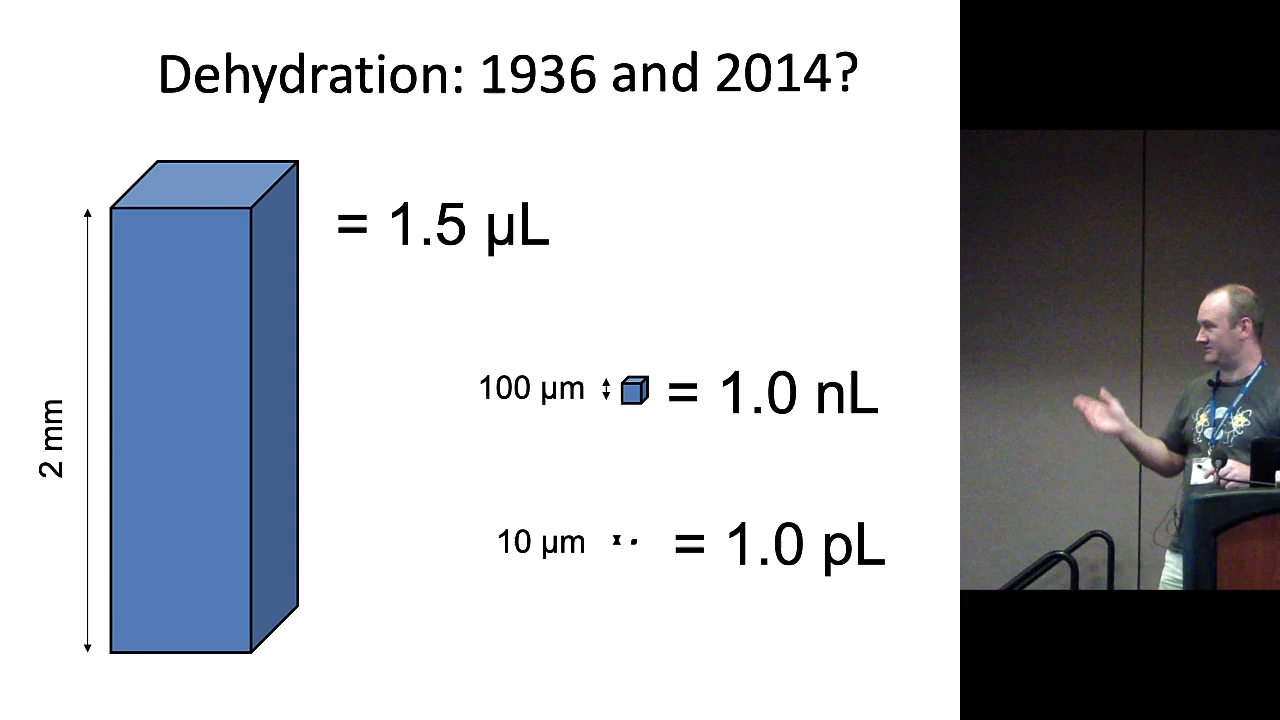 Dehydration: 1936 and 2014?
= 1.5 µL
2 mm
100 µm = 1.0 nL
10 µm = 1.0 pL